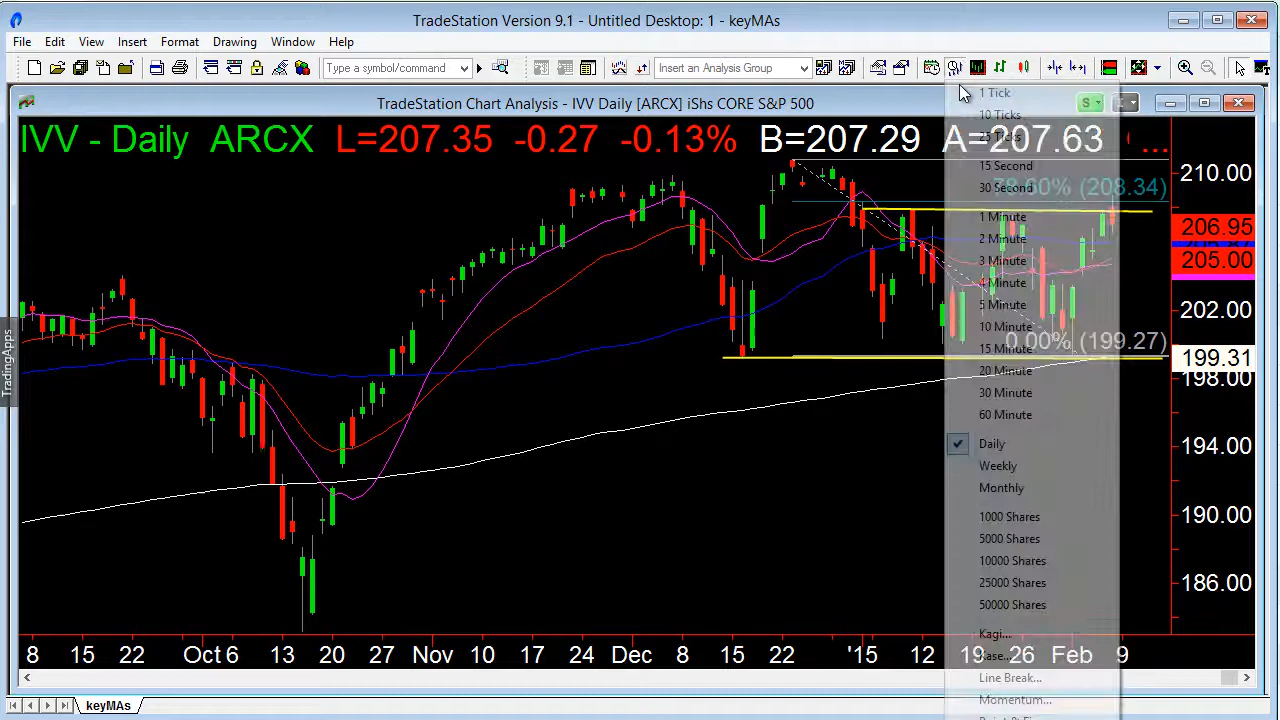 TradeStation Version 9.1 - Untitled Desktop: 1 - keyMAs
File Edit View Insert Format Drawing Window Help
Type a symbol/command Insert an Analysis Group
TradeStation Chart Analysis - IVV Daily [ARCX] iShs CORE S&P 500
IVV - Daily ARCX L=207.35 -0.27 -0.13% B=207.29 A=207.63 ...
S
1 Tick
10 Ticks
15 Second
30 Second
1 Minute
2 Minute
3 Minute
4 Minute
5 Minute
10 Minute
15 Minute
20 Minute
30 Minute
60 Minute
Daily
Weekly
Monthly
1000 Shares
5000 Shares
10000 Shares
25000 Shares
50000 Shares
Kagi...
Line Break...
Momentum...
78.60% (208.34)
0.00% (199.27)
210.00
206.95
205.00
202.00
199.31
198.00
194.00
190.00
186.00
TradingApps
8 15 22 Oct 6 13 20 27 Nov 10 17 24 Dec 8 15 22 '15 12 19 26 Feb 9
keyMAs